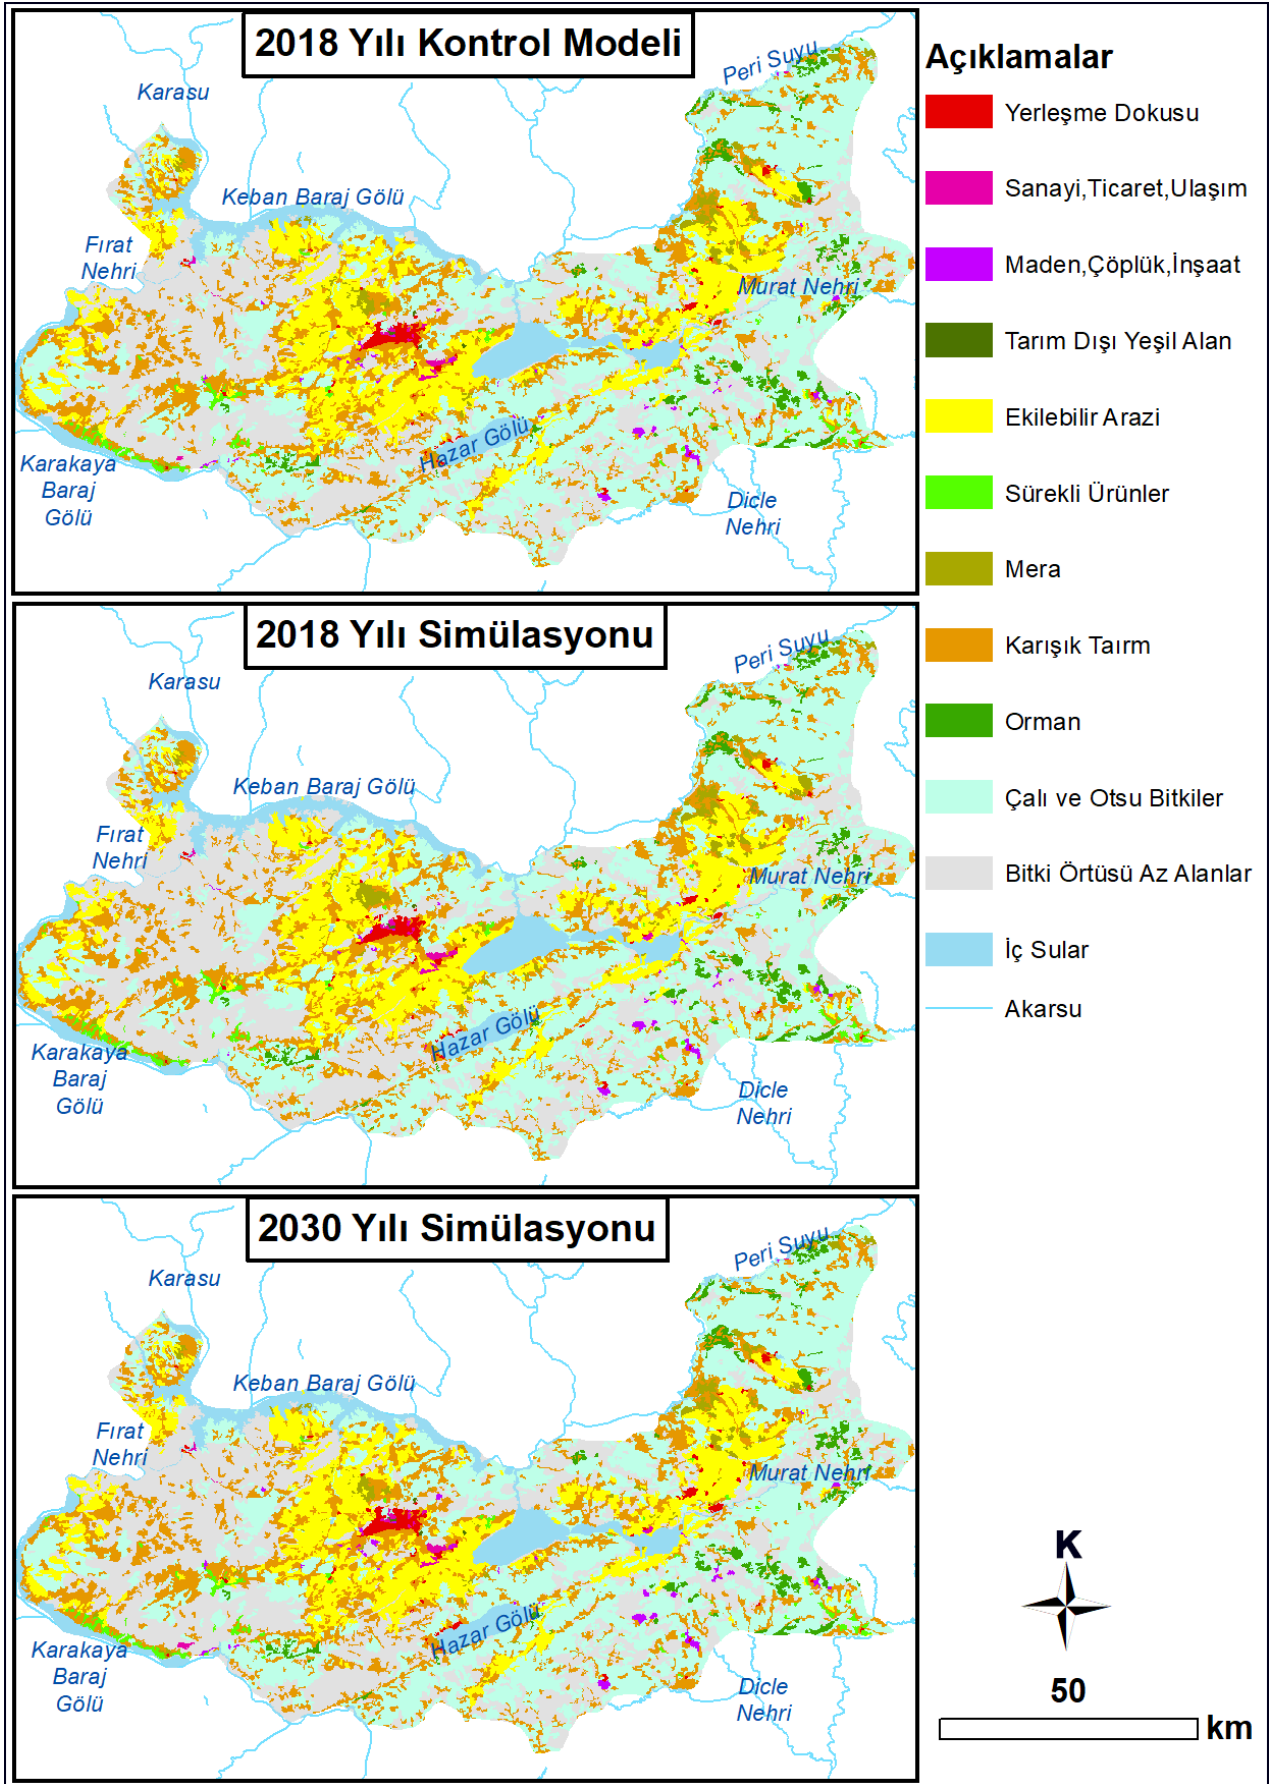 2018 Yılı Kontrol Modeli
Peri Suyu
Karasu
Keban Baraj Gölü
Fırat
Nehri
Murat Nehri
Hazar Gölü
Karakaya
Baraj
Gölü
Dicle
Nehri
2018 Yılı Simülasyonu
Peri Suyu
Karasu
Keban Baraj Gölü
Fırat
Nehri
Murat Nehri
Hazar Gölü
Karakaya
Baraj
Gölü
Dicle
Nehri
2030 Yılı Simülasyonu
Peri Suyu
Karasu
Keban Baraj Gölü
Fırat
Nehri
Murat Nehri
Hazar Gölü
Karakaya
Baraj
Gölü
Dicle
Nehri
Açıklamalar
Yerleşme Dokusu
Sanayi,Ticaret,Ulaşım
Maden,Çöplük,İnşaat
Tarım Dışı Yeşil Alan
Ekilebilir Arazi
Sürekli Ürünler
Mera
Karışık Taırm
Orman
Çalı ve Otsu Bitkiler
Bitki Örtüsü Az Alanlar
İç Sular
Akarsu
K
50
km